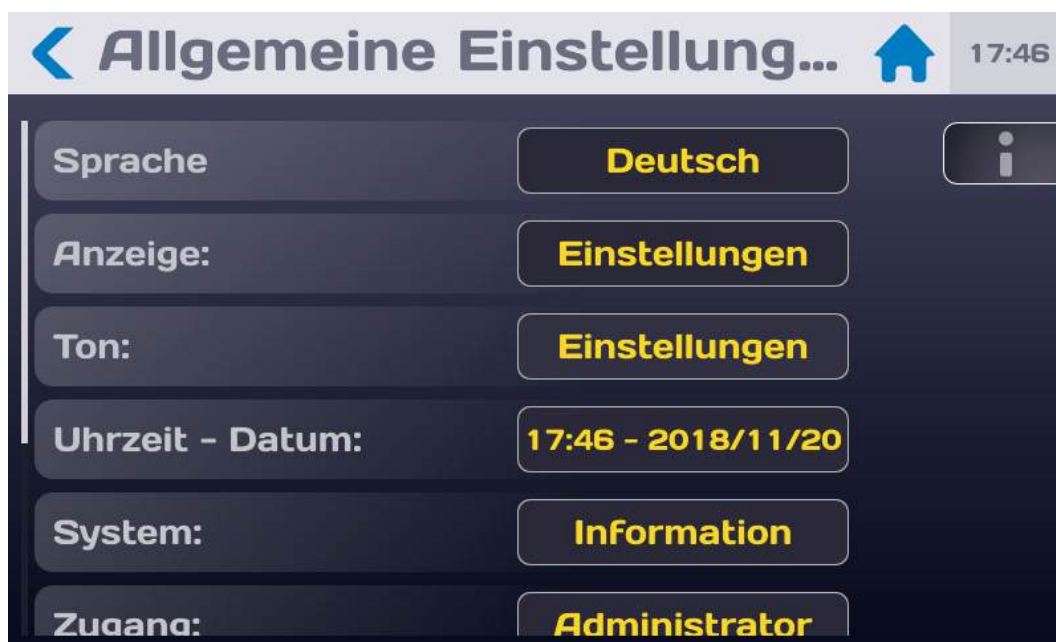 Allgemeine Einstellung... 17:46
Sprache Deutsch
Anzeige: Einstellungen
Ton: Einstellungen
Uhrzeit - Datum: 17:46 - 2018/11/20
System: Information
Zugang: Administrator